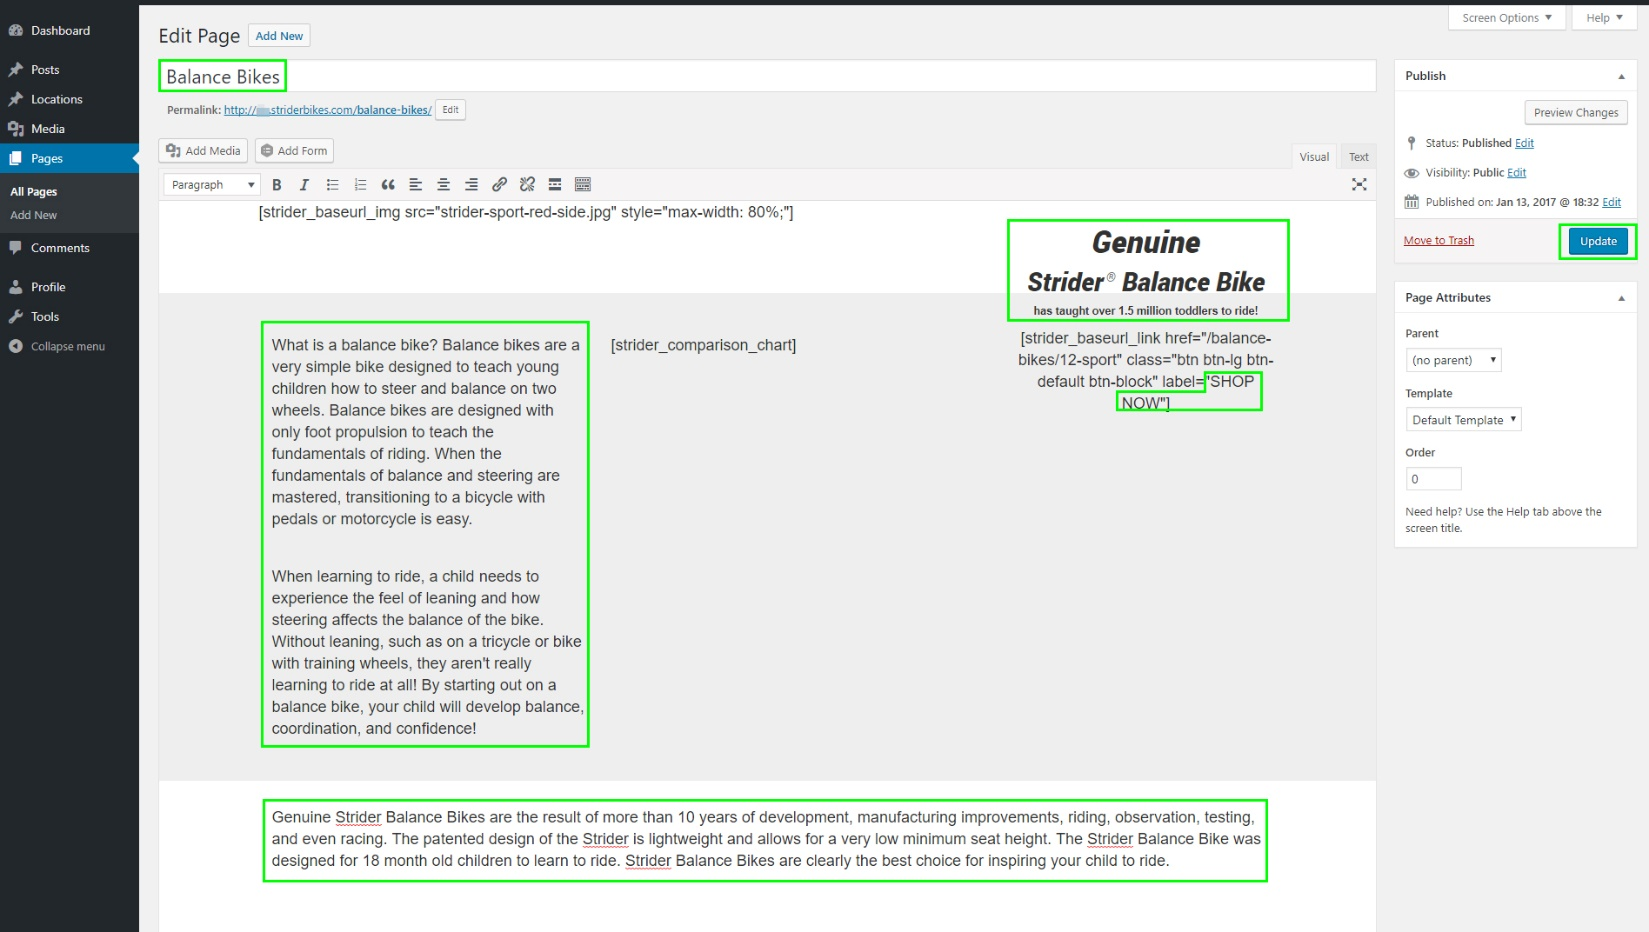 Dashboard
Posts
Locations
Media
Pages
All Pages
Add New
Comments
Profile
Tools
Collapse menu
Screen Options
Help
Edit Page
Add New
Balance Bikes
Permalink: http://
.striderbikes.com/balance-bikes/
Edit
Add Media
Add Form
Visual
Text
Paragraph
B
I
[strider_baseurl_img src="strider-sport-red-side.jpg" style="max-width: 80%;"]
Genuine
Strider® Balance Bike
has taught over 1.5 million toddlers to ride!
[strider_baseurl_link href="/balance-
bikes/12-sport" class="btn btn-lg btn-
default btn-block" label="SHOP
NOW"]
What is a balance bike? Balance bikes are a
very simple bike designed to teach young
children how to steer and balance on two
wheels. Balance bikes are designed with
only foot propulsion to teach the
fundamentals of riding. When the
fundamentals of balance and steering are
mastered, transitioning to a bicycle with
pedals or motorcycle is easy.
When learning to ride, a child needs to
experience the feel of leaning and how
steering affects the balance of the bike.
Without leaning, such as on a tricycle or bike
with training wheels, they aren't really
learning to ride at all! By starting out on a
balance bike, your child will develop balance,
coordination, and confidence!
[strider_comparison_chart]
Genuine Strider Balance Bikes are the result of more than 10 years of development, manufacturing improvements, riding, observation, testing,
and even racing. The patented design of the Strider is lightweight and allows for a very low minimum seat height. The Strider Balance Bike was
designed for 18 month old children to learn to ride. Strider Balance Bikes are clearly the best choice for inspiring your child to ride.
Publish
Preview Changes
Status: Published Edit
Visibility: Public Edit
Published on: Jan 13, 2017 @ 18:32 Edit
Move to Trash
Update
Page Attributes
Parent
(no parent)
Template
Default Template
Order
0
Need help? Use the Help tab above the
screen title.